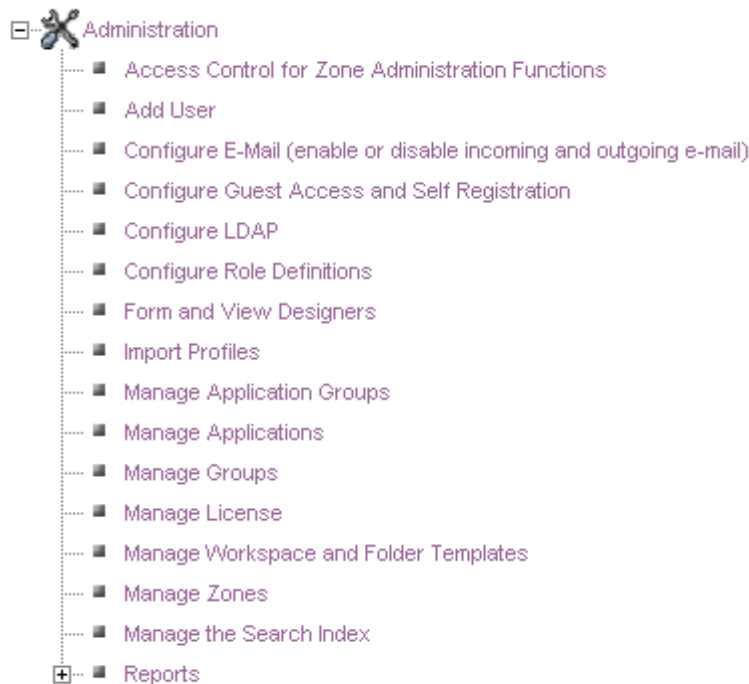 Administration
Access Control for Zone Administration Functions
Add User
Configure E-Mail (enable or disable incoming and outgoing e-mail)
Configure Guest Access and Self Registration
Configure LDAP
Configure Role Definitions
Form and View Designers
Import Profiles
Manage Application Groups
Manage Applications
Manage Groups
Manage License
Manage Workspace and Folder Templates
Manage Zones
Manage the Search Index
Reports